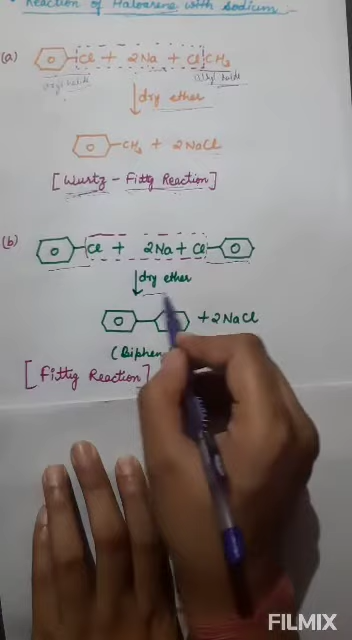 Reaction of Haloarene with sodium :-
(a) Cl + 2Na + Cl CH₃
aryl halide alkyl halide
dry ether
CH₃ + 2NaCl
[Wurtz - Fittig Reaction]
(b) Cl + 2Na + Cl
dry ether
+ 2NaCl
[Fittig Reaction]
FILMIX